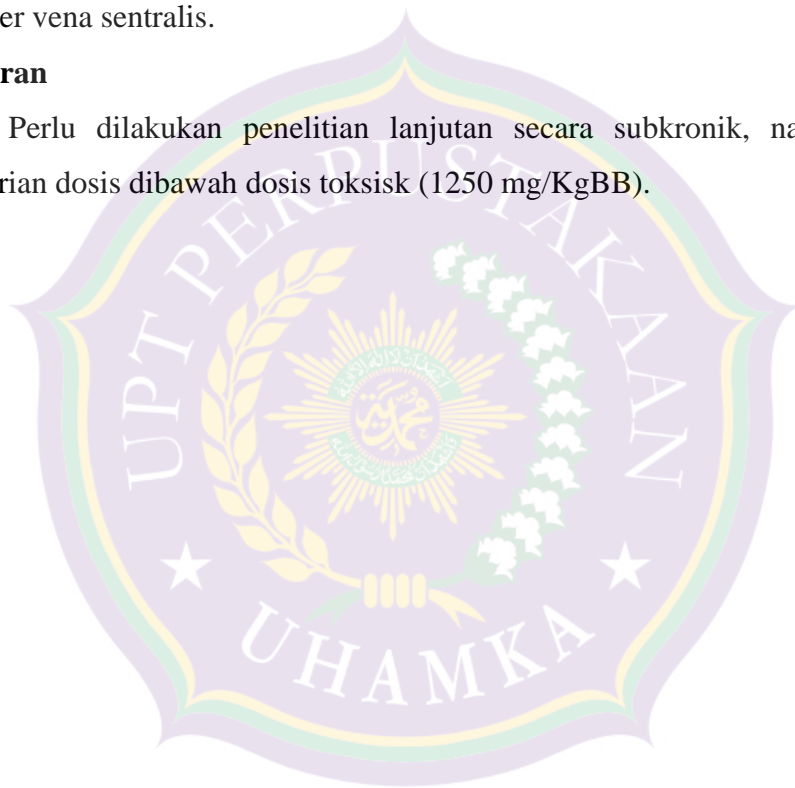 er vena sentralis.
ran
Perlu dilakukan penelitian lanjutan secara subkronik, na
rian dosis dibawah dosis toksisk (1250 mg/KgBB).
UPT PERPUSTAKAAN
محمدية
UHAMKA